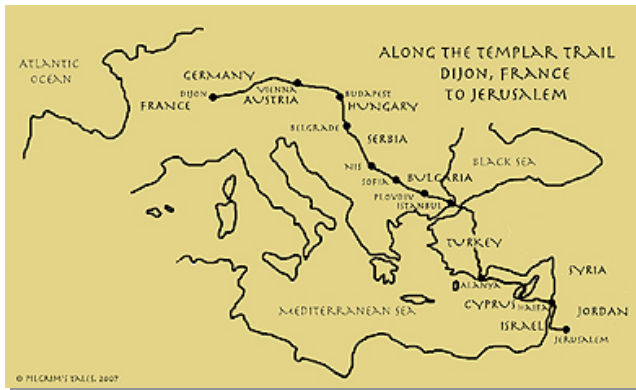 ALONG THE TEMPLAR TRAIL
DIJON, FRANCE
TO JERUSALEM
ATLANTIC
OCEAN
GERMANY
DIJON
FRANCE
VIENNA
AUSTRIA
BUDAPEST
HUNGARY
BELGRADE
SERBIA
NIS
SOFIA
BULGARIA
PLOVDIV
ISTANBUL
BLACK SEA
TURKEY
ALANYA
SYRIA
CYPRUS
HAIFA
JORDAN
ISRAEL
JERUSALEM
MEDITERRANEAN SEA
© PILGRIM'S TALES, 2007